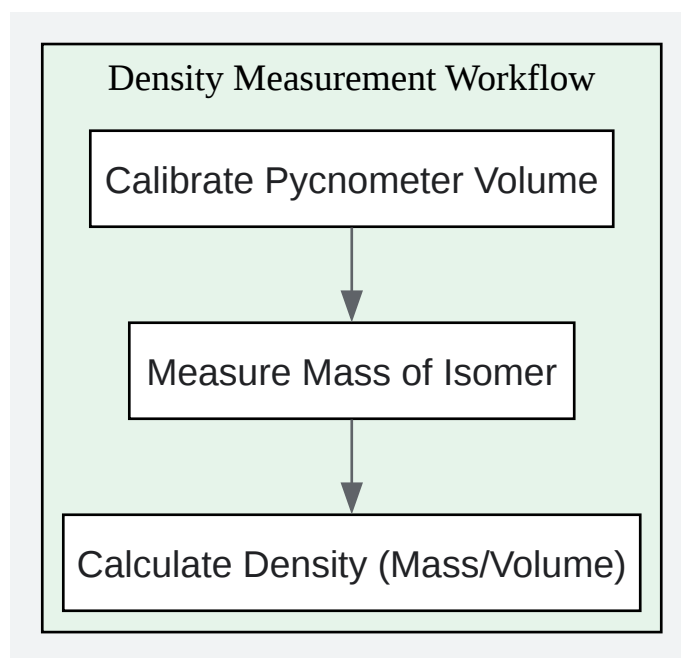 Density Measurement Workflow
Calibrate Pycnometer Volume
Measure Mass of Isomer
Calculate Density (Mass/Volume)